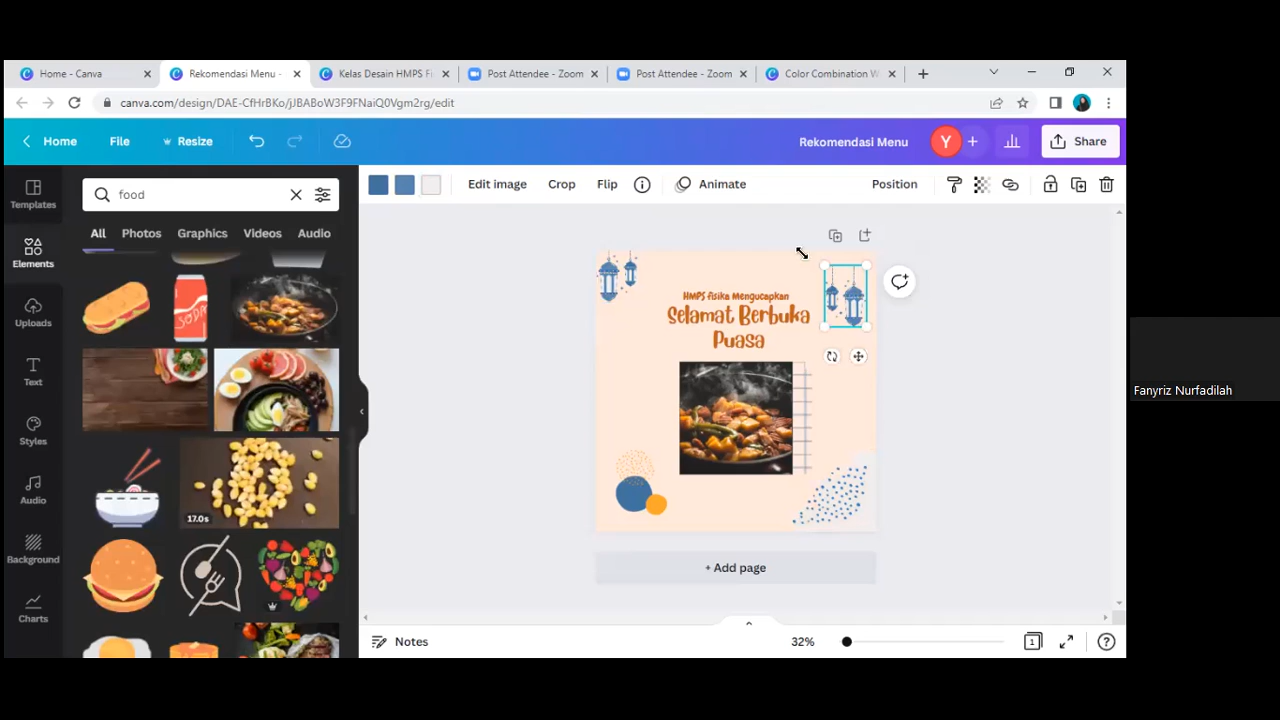 Home - Canva
Rekomendasi Menu -
Kelas Desain HMPS Fi
Post Attendee - Zoom
Post Attendee - Zoom
Color Combination W
canva.com/design/DAE-CfHrBKo/jJBABoW3F9FNaiQ0Vgm2rg/edit
Home
File
Resize
Rekomendasi Menu
Y
Share
Templates
Elements
Uploads
Text
Styles
Audio
Background
Charts
food
All
Photos
Graphics
Videos
Audio
SODA
17.0s
Edit image
Crop
Flip
Animate
Position
HMPS fisika Mengucapkan
Selamat Berbuka
Puasa
+ Add page
Notes
32%
1
Fanyriz Nurfadilah